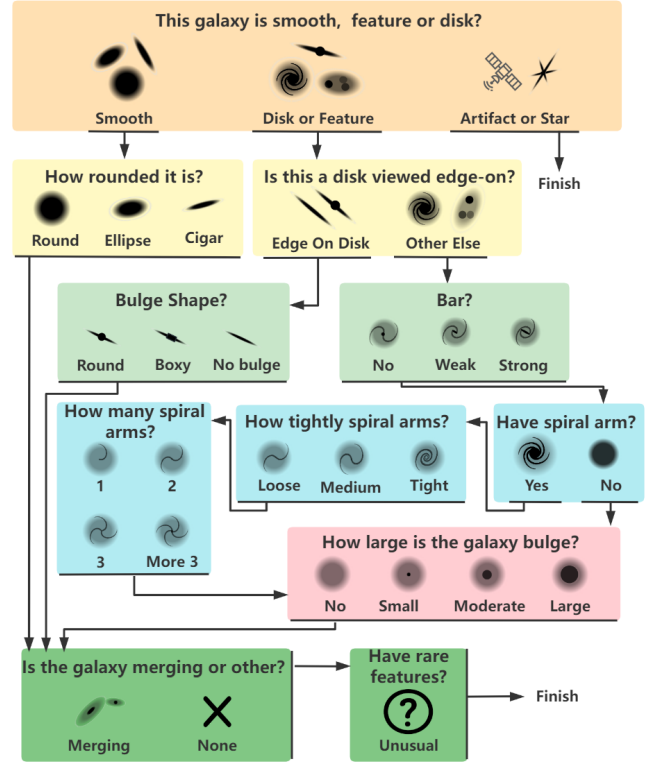 This galaxy is smooth, feature or disk?
Smooth
Disk or Feature
Artifact or Star
How rounded it is?
Round
Ellipse
Cigar
Is this a disk viewed edge-on?
Edge On Disk
Other Else
Finish
Bulge Shape?
Round
Boxy
No bulge
Bar?
No
Weak
Strong
How many spiral
arms?
1
2
3
More 3
How tightly spiral arms?
Loose
Medium
Tight
Have spiral arm?
Yes
No
How large is the galaxy bulge?
No
Small
Moderate
Large
Is the galaxy merging or other?
Merging
None
Have rare
features?
?
Unusual
Finish